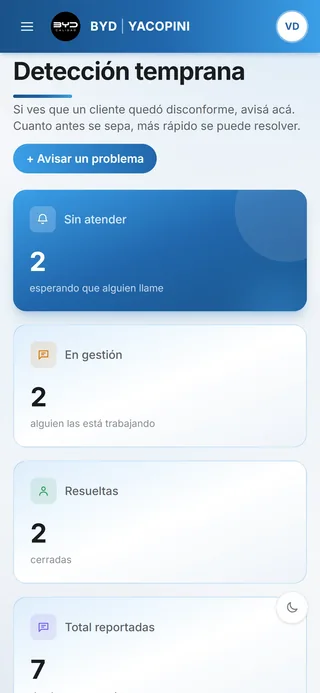 BYD
CALIDAD
BYD | YACOPINI
VD
Detección temprana
Si ves que un cliente quedó disconforme, avisá acá.
Cuanto antes se sepa, más rápido se puede resolver.
+ Avisar un problema
Sin atender
2
esperando que alguien llame
En gestión
2
alguien las está trabajando
Resueltas
2
cerradas
Total reportadas
7